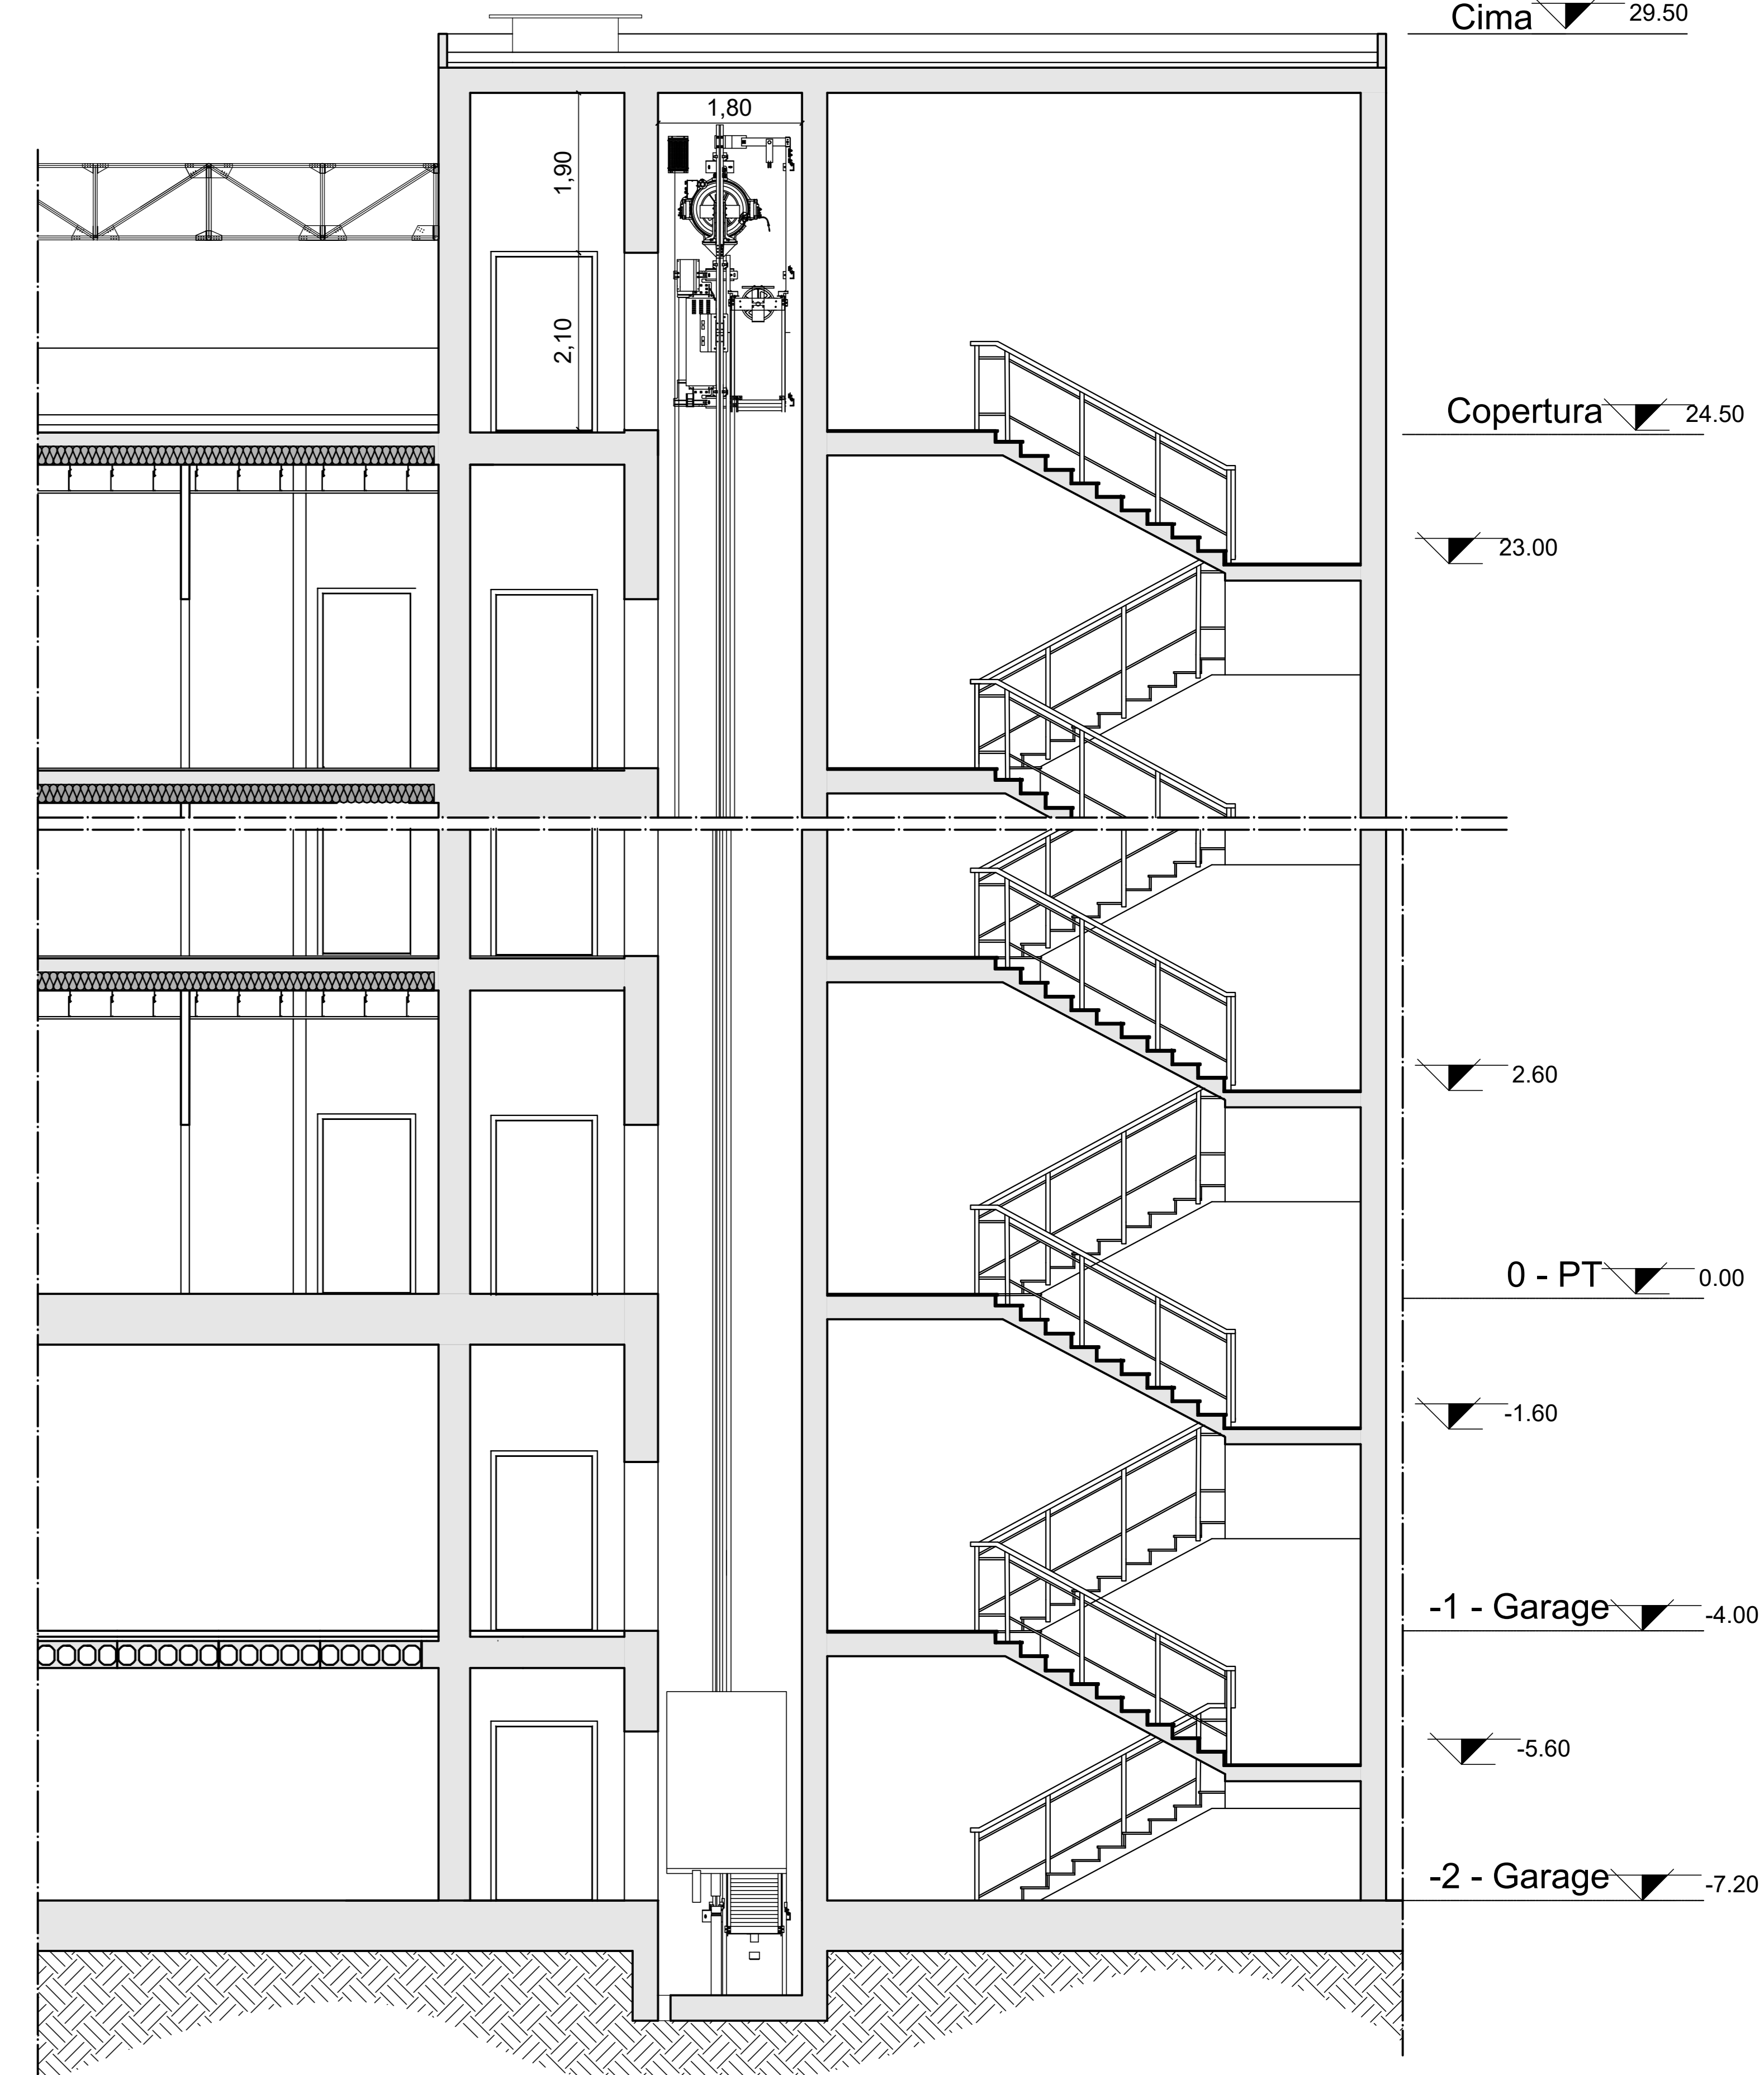 Cima 29.50
1,80
1,90
2,10
Copertura 24.50
23.00
2.60
0 - PT 0.00
-1.60
-1 - Garage -4.00
-5.60
-2 - Garage -7.20